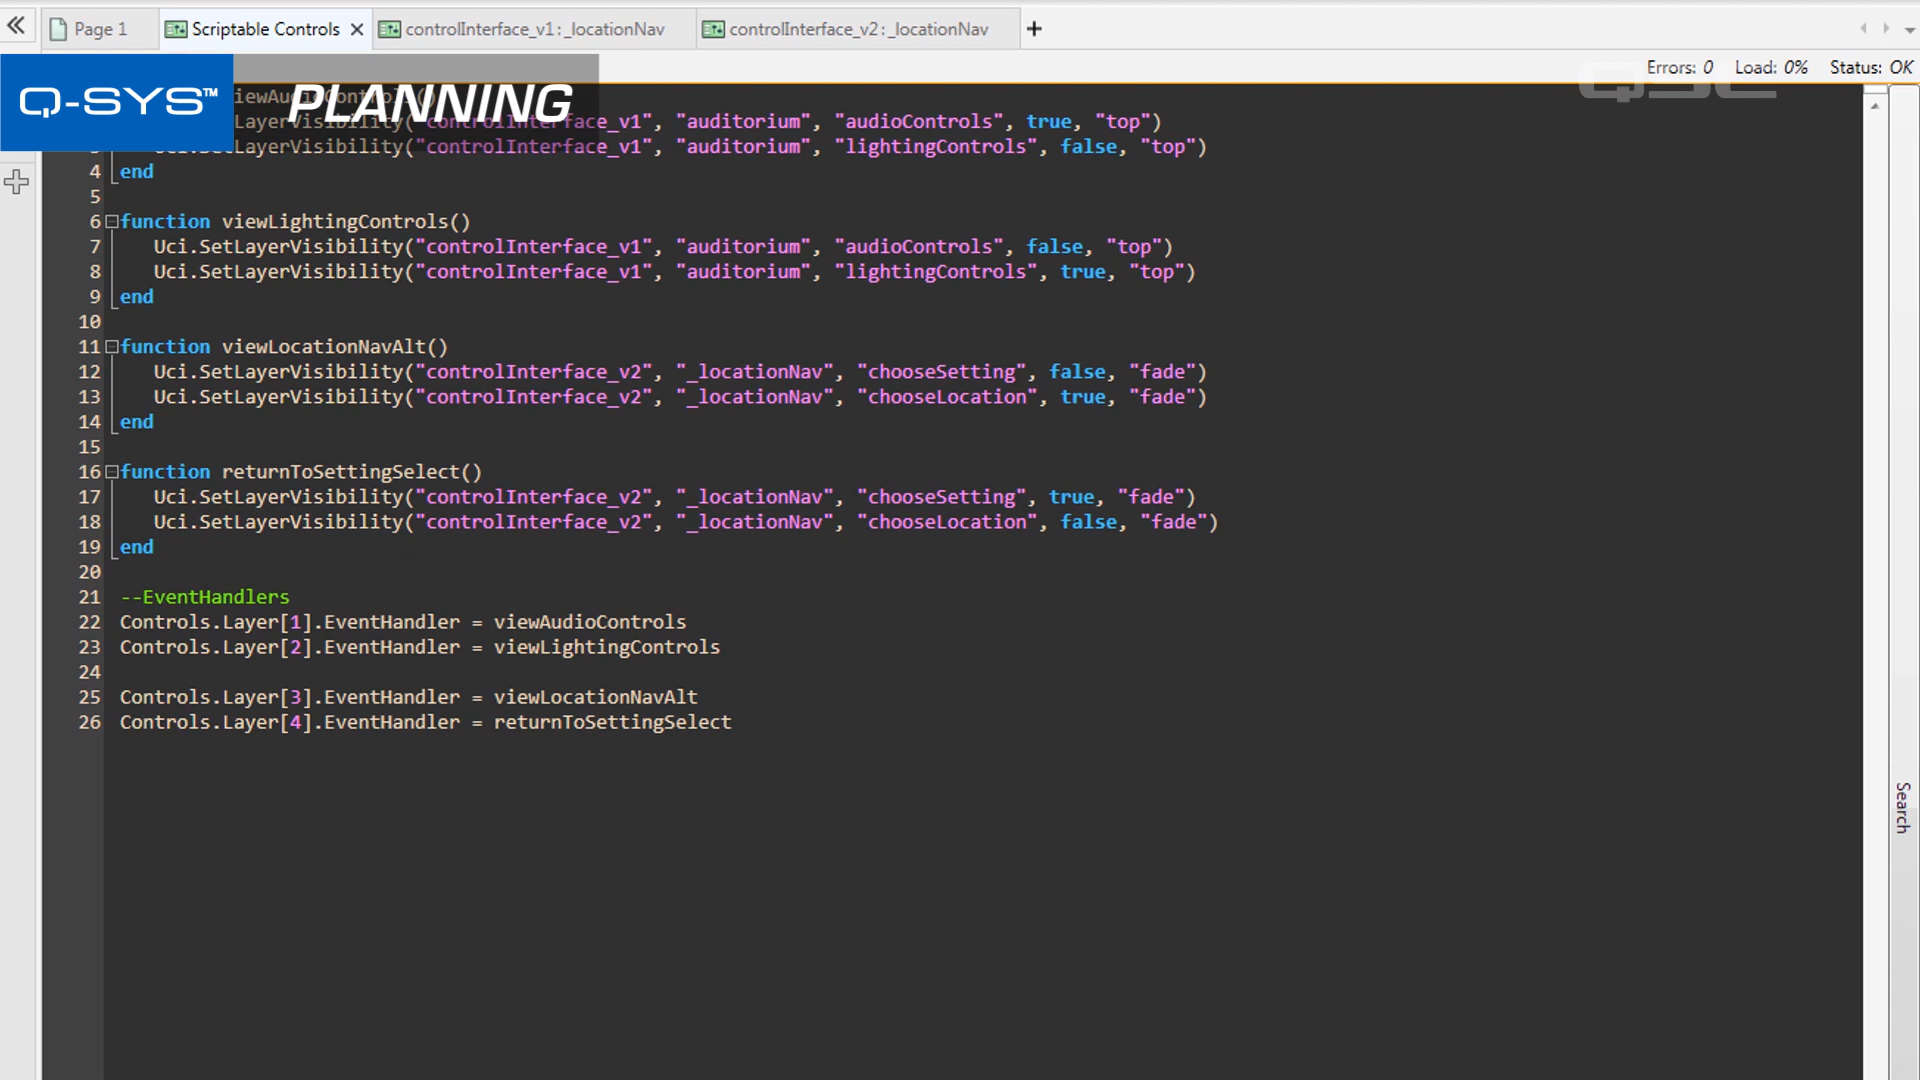 Page 1
Scriptable Controls
controlInterface_v1:_locationNav
controlInterface_v2:_locationNav
Errors: 0 Load: 0% Status: OK
Q-SYS™
PLANNING
QSC
"controlInterface_v1", "auditorium", "audioControls", true, "top")
Uci.SetLayerVisibility("controlInterface_v1", "auditorium", "lightingControls", false, "top")
4 end
5
6 function viewLightingControls()
7 Uci.SetLayerVisibility("controlInterface_v1", "auditorium", "audioControls", false, "top")
8 Uci.SetLayerVisibility("controlInterface_v1", "auditorium", "lightingControls", true, "top")
9 end
10
11 function viewLocationNavAlt()
12 Uci.SetLayerVisibility("controlInterface_v2", "_locationNav", "chooseSetting", false, "fade")
13 Uci.SetLayerVisibility("controlInterface_v2", "_locationNav", "chooseLocation", true, "fade")
14 end
15
16 function returnToSettingSelect()
17 Uci.SetLayerVisibility("controlInterface_v2", "_locationNav", "chooseSetting", true, "fade")
18 Uci.SetLayerVisibility("controlInterface_v2", "_locationNav", "chooseLocation", false, "fade")
19 end
20
21 --EventHandlers
22 Controls.Layer[1].EventHandler = viewAudioControls
23 Controls.Layer[2].EventHandler = viewLightingControls
24
25 Controls.Layer[3].EventHandler = viewLocationNavAlt
26 Controls.Layer[4].EventHandler = returnToSettingSelect
Search